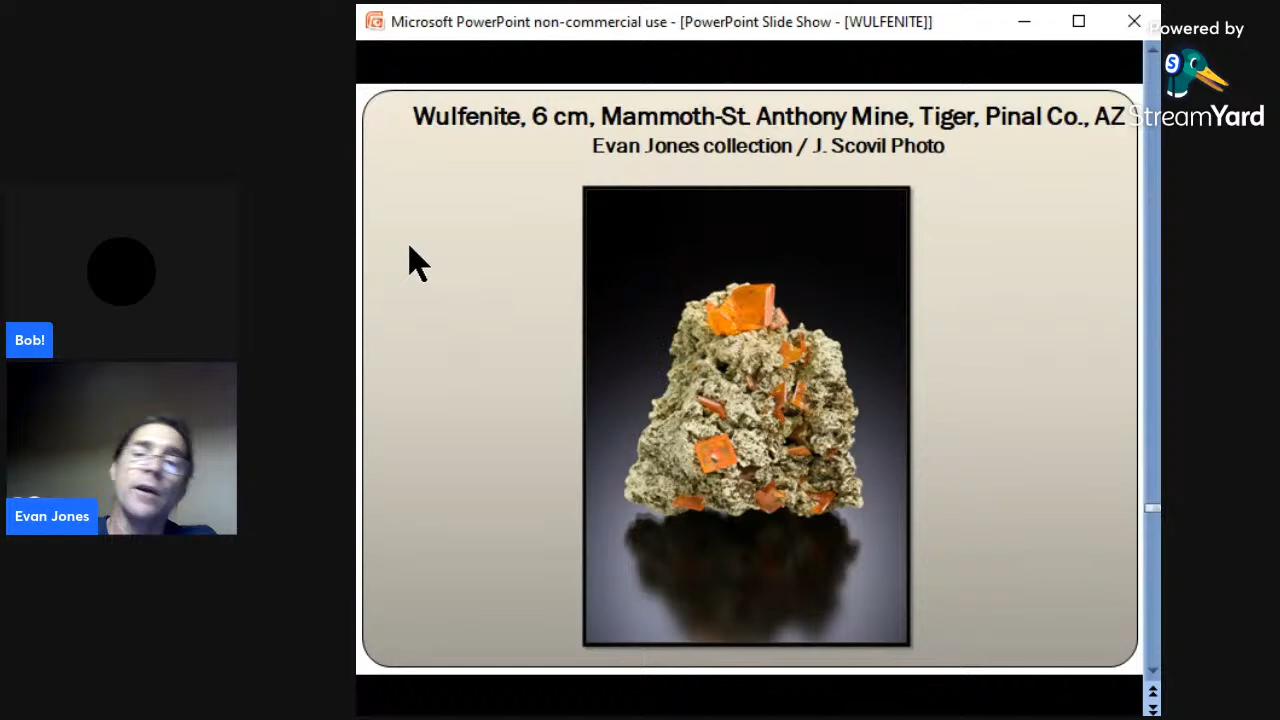 Microsoft PowerPoint non-commercial use - [PowerPoint Slide Show - [WULFENITE]]
Powered by
S
StreamYard
Wulfenite, 6 cm, Mammoth-St. Anthony Mine, Tiger, Pinal Co., AZ
Evan Jones collection / J. Scovil Photo
Bob!
Evan Jones